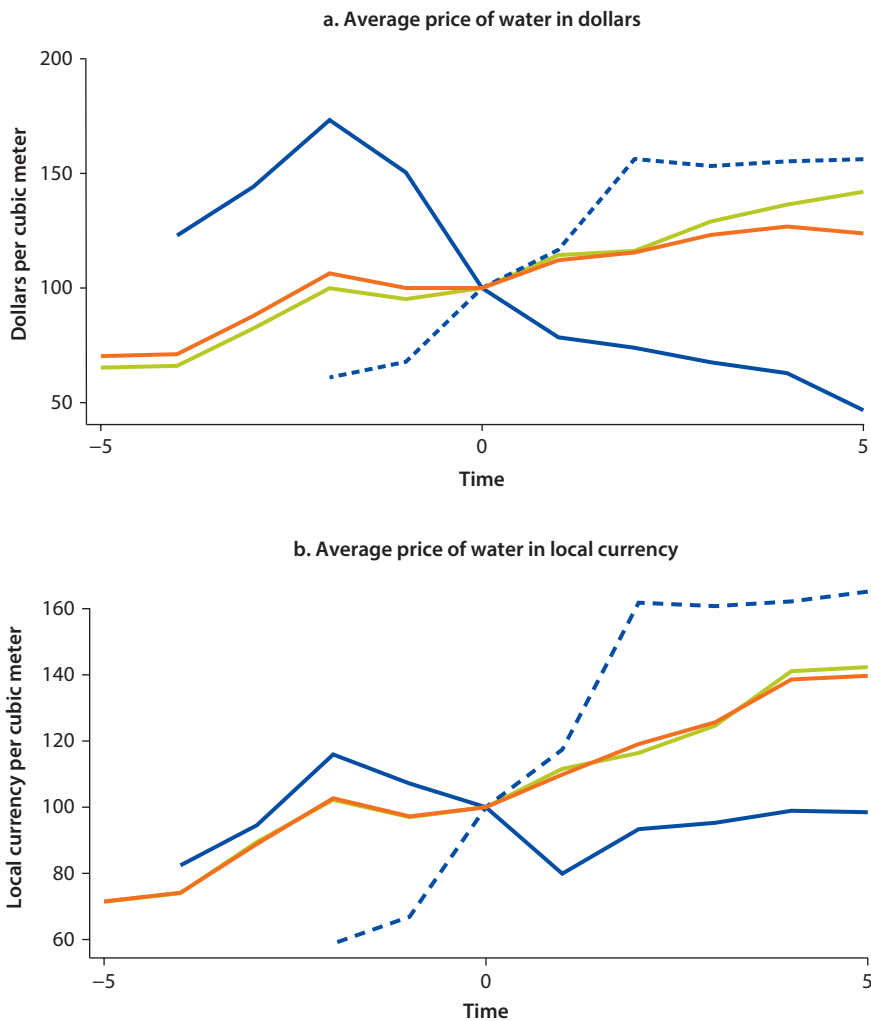 a. Average price of water in dollars
200
150
100
50
Dollars per cubic meter
−5
0
5
Time
b. Average price of water in local currency
160
140
120
100
80
60
Local currency per cubic meter
−5
0
5
Time